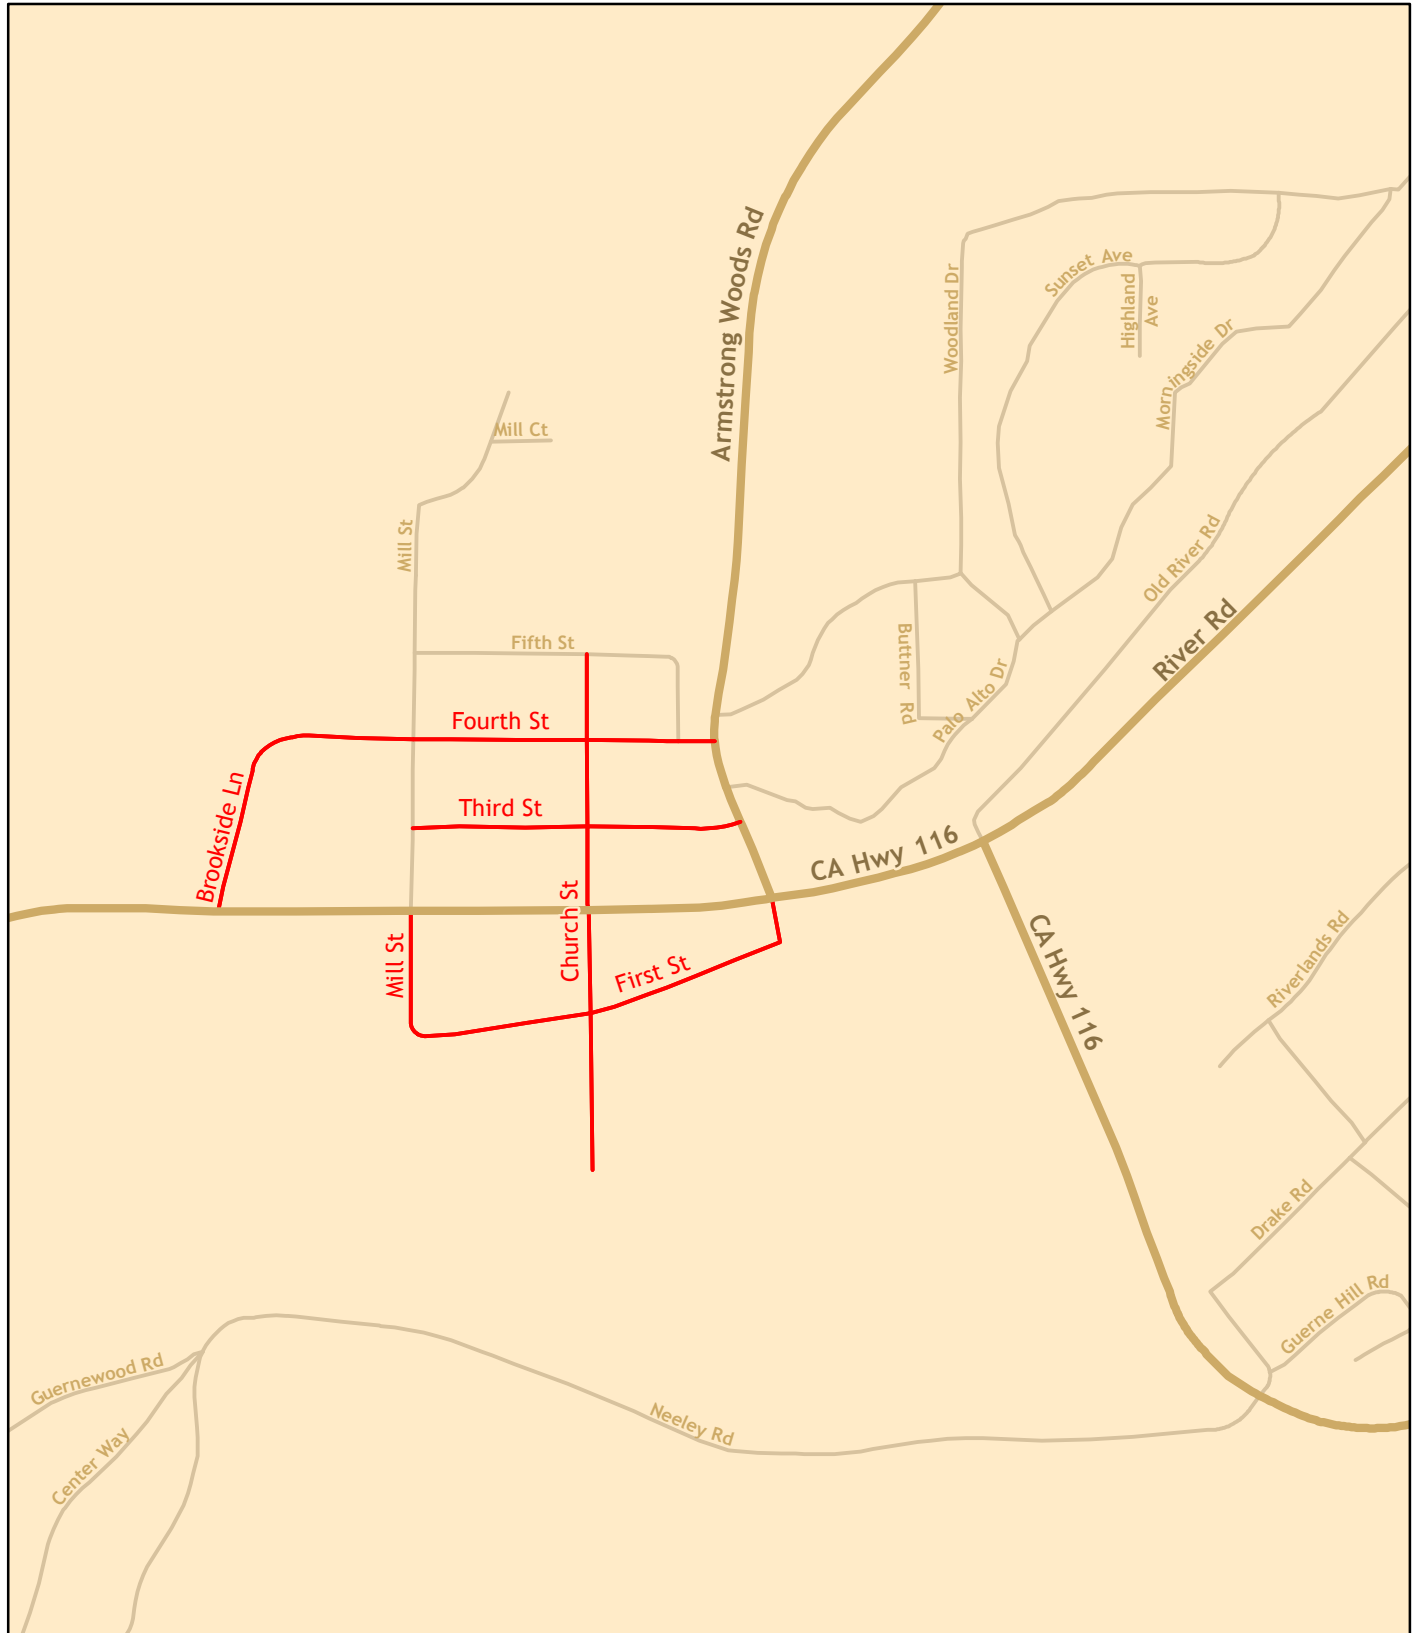 Armstrong Woods Rd
Woodland Dr
Sunset Ave
Highland
Ave
Morningside Dr
Mill Ct
Mill St
Old River Rd
River Rd
Fifth St
Buttner Rd
Palo Alto Dr
Fourth St
Brookside Ln
Third St
CA Hwy 116
Church St
Mill St
First St
CA Hwy 116
Riverlands Rd
Drake Rd
Guerne Hill Rd
Guernewood Rd
Neeley Rd
Center Way